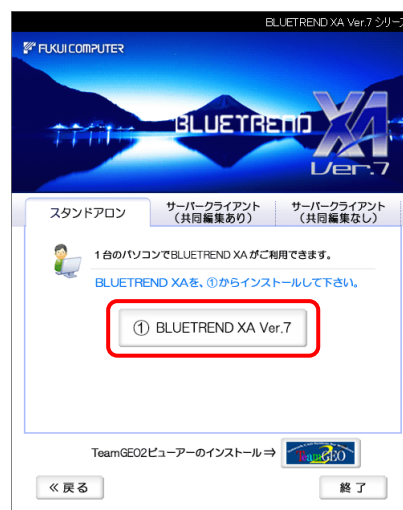 BLUETREND XA Ver.7 シリーズ
FUKUI COMPUTER
BLUETREND XA
Ver.7
スタンドアロン
サーバークライアント
(共同編集あり)
サーバークライアント
(共同編集なし)
1台のパソコンでBLUETREND XAがご利用できます。
BLUETREND XAを、①からインストールして下さい。
① BLUETREND XA Ver.7
TeamGEO2ビューアーのインストール⇒
TeamGEO
2
≪戻る
終了